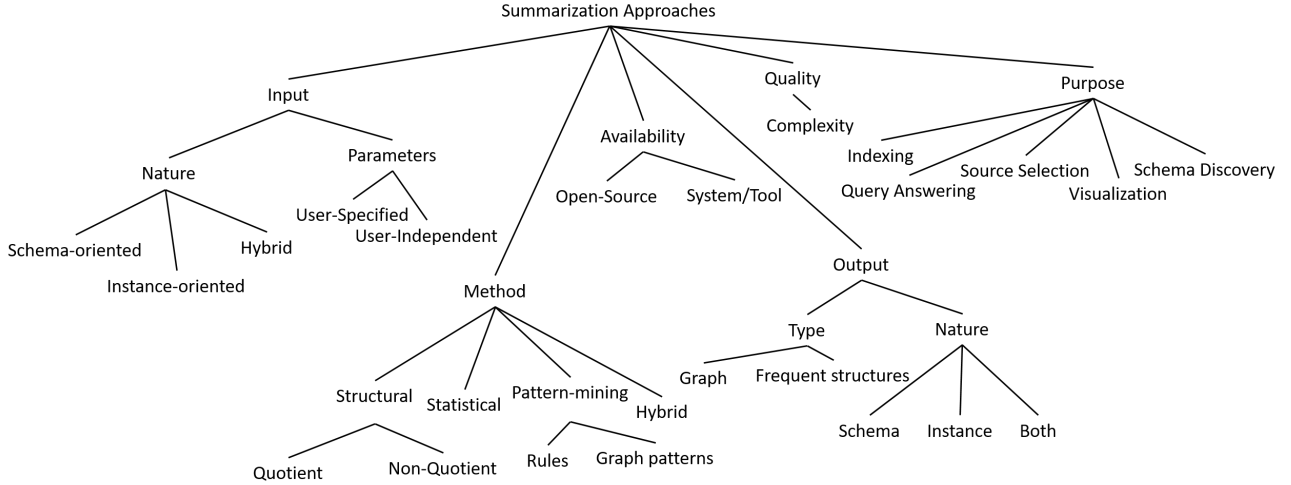 Summarization Approaches
Input
Quality
Purpose
Availability
Complexity
Nature
Parameters
Indexing
Query Answering
Source Selection
Visualization
Schema Discovery
Open-Source
System/Tool
User-Specified
User-Independent
Schema-oriented
Instance-oriented
Hybrid
Method
Output
Type
Nature
Structural
Statistical
Pattern-mining
Hybrid
Graph
Frequent structures
Schema
Instance
Both
Quotient
Non-Quotient
Rules
Graph patterns